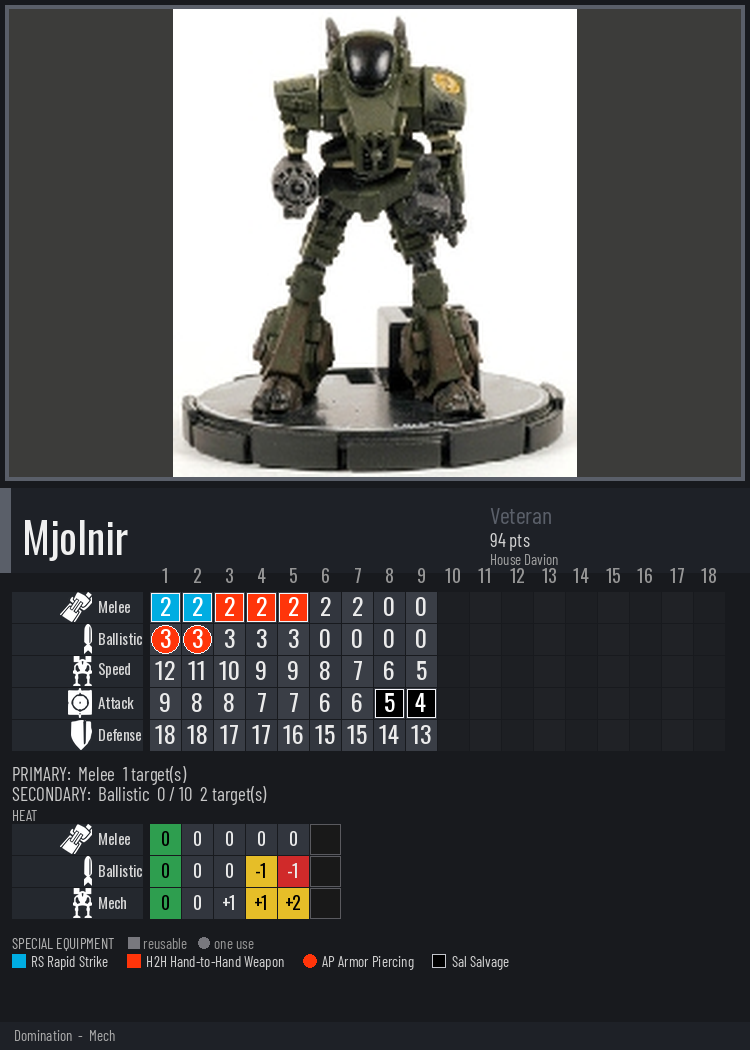 Mjolnir
Veteran
94 pts
House Davion
1 2 3 4 5 6 7 8 9 10 11 12 13 14 15 16 17 18
Melee 2 2 2 2 2 2 2 0 0
Ballistic 3 3 3 3 3 0 0 0 0
Speed 12 11 10 9 9 8 7 6 5
Attack 9 8 8 7 7 6 6 5 4
Defense 18 18 17 17 16 15 15 14 13
PRIMARY: Melee 1 target(s)
SECONDARY: Ballistic 0 / 10 2 target(s)
HEAT
Melee 0 0 0 0 0
Ballistic 0 0 0 -1 -1
Mech 0 0 +1 +1 +2
SPECIAL EQUIPMENT reusable one use
RS Rapid Strike H2H Hand-to-Hand Weapon AP Armor Piercing Sal Salvage
Domination - Mech